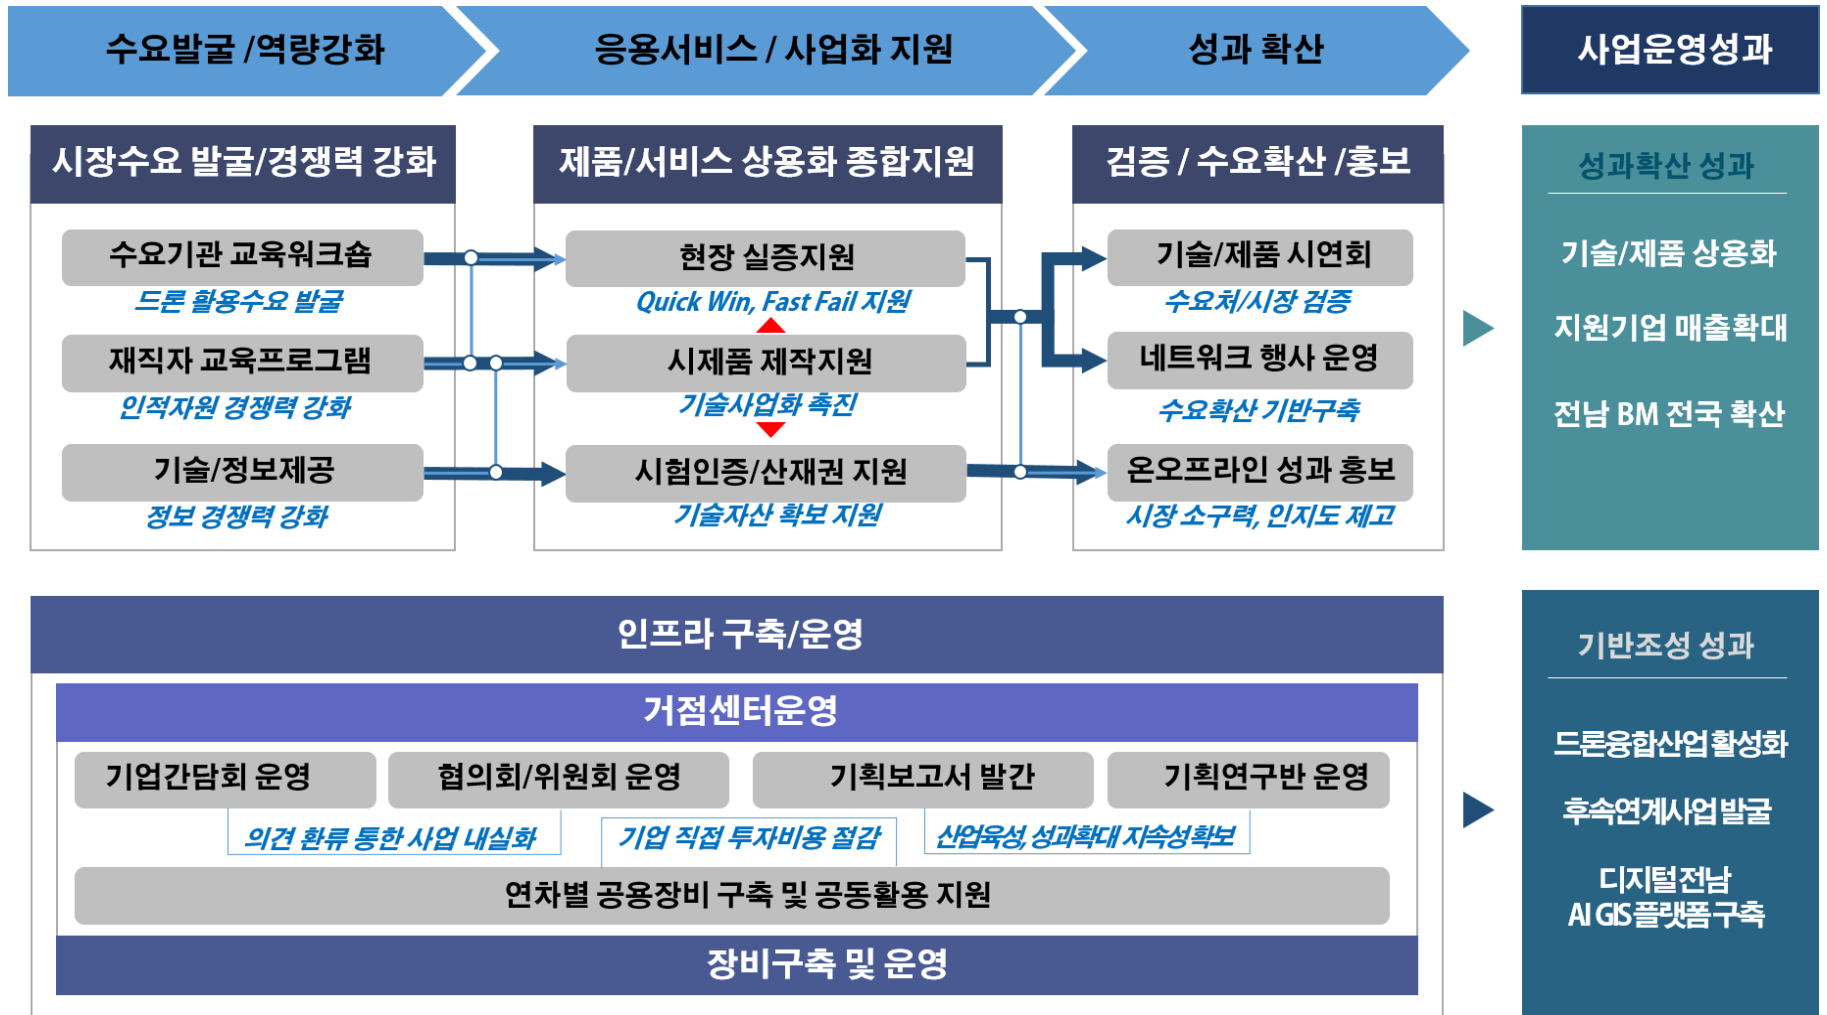 수요발굴 /역량강화
응용서비스 / 사업화 지원
성과 확산
사업운영성과
시장수요 발굴/경쟁력 강화
수요기관 교육워크숍
드론 활용수요 발굴
재직자 교육프로그램
인적자원 경쟁력 강화
기술/정보제공
정보 경쟁력 강화
제품/서비스 상용화 종합지원
현장 실증지원
Quick Win, Fast Fail 지원
시제품 제작지원
기술사업화 촉진
시험인증/산재권 지원
기술자산 확보 지원
검증 / 수요확산 /홍보
기술/제품 시연회
수요처/시장 검증
네트워크 행사 운영
수요확산 기반구축
온오프라인 성과 홍보
시장 소구력, 인지도 제고
성과확산 성과
기술/제품 상용화
지원기업 매출확대
전남 BM 전국 확산
인프라 구축/운영
거점센터운영
기업간담회 운영
협의회/위원회 운영
기획보고서 발간
기획연구반 운영
의견 환류 통한 사업 내실화
기업 직접 투자비용 절감
산업육성, 성과확대 지속성확보
연차별 공용장비 구축 및 공동활용 지원
장비구축 및 운영
기반조성 성과
드론융합산업 활성화
후속연계사업 발굴
디지털 전남
AI GIS 플랫폼 구축